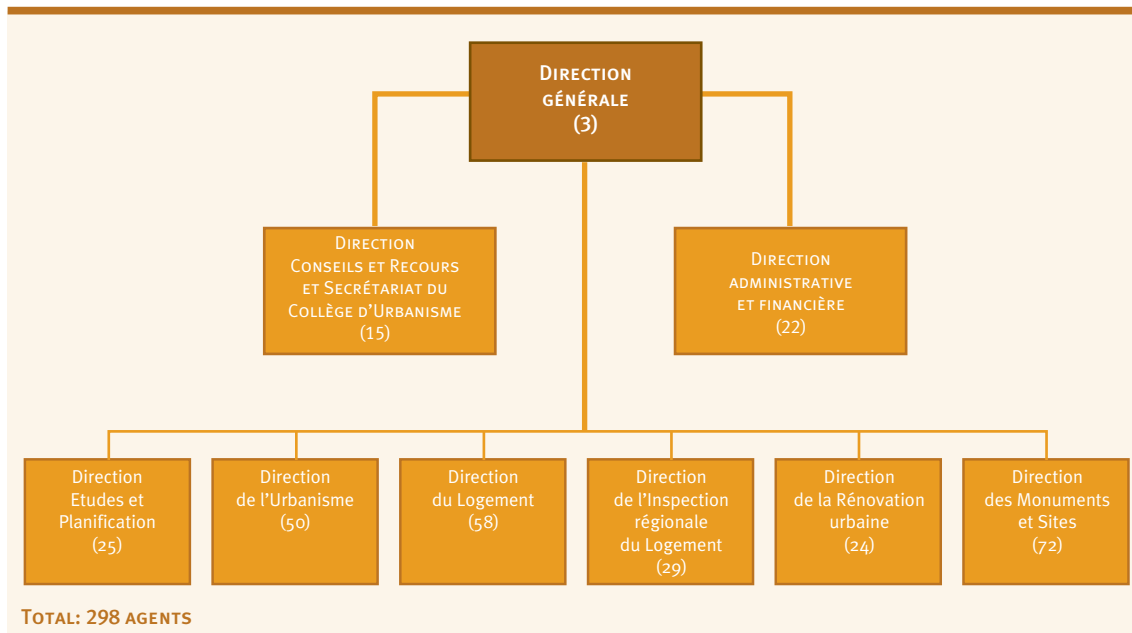 Direction
générale
(3)
Direction
Conseils et Recours
et Secrétariat du
Collège d'Urbanisme
(15)
Direction
administrative
et financière
(22)
Direction
Etudes et
Planification
(25)
Direction
de l'Urbanisme
(50)
Direction
du Logement
(58)
Direction
de l'Inspection
régionale
du Logement
(29)
Direction
de la Rénovation
urbaine
(24)
Direction
des Monuments
et Sites
(72)
Total: 298 agents